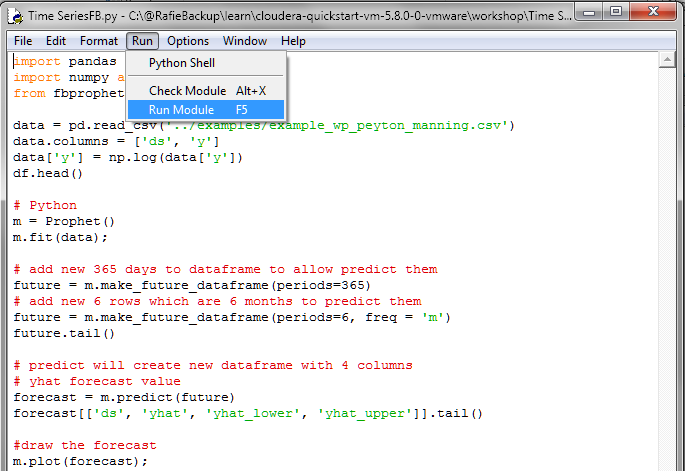 Time SeriesFB.py - C:\@RafieBackup\learn\cloudera-quickstart-vm-5.8.0-0-vmware\workshop\Time S...
File Edit Format Run Options Window Help
Python Shell
Check Module Alt+X
Run Module F5
import pandas
import numpy a
from fbprophet
data = pd.read_csv('../examples/example_wp_peyton_manning.csv')
data.columns = ['ds', 'y']
data['y'] = np.log(data['y'])
df.head()
# Python
m = Prophet()
m.fit(data);
# add new 365 days to dataframe to allow predict them
future = m.make_future_dataframe(periods=365)
# add new 6 rows which are 6 months to predict them
future = m.make_future_dataframe(periods=6, freq = 'm')
future.tail()
# predict will create new dataframe with 4 columns
# yhat forecast value
forecast = m.predict(future)
forecast[['ds', 'yhat', 'yhat_lower', 'yhat_upper']].tail()
#draw the forecast
m.plot(forecast);